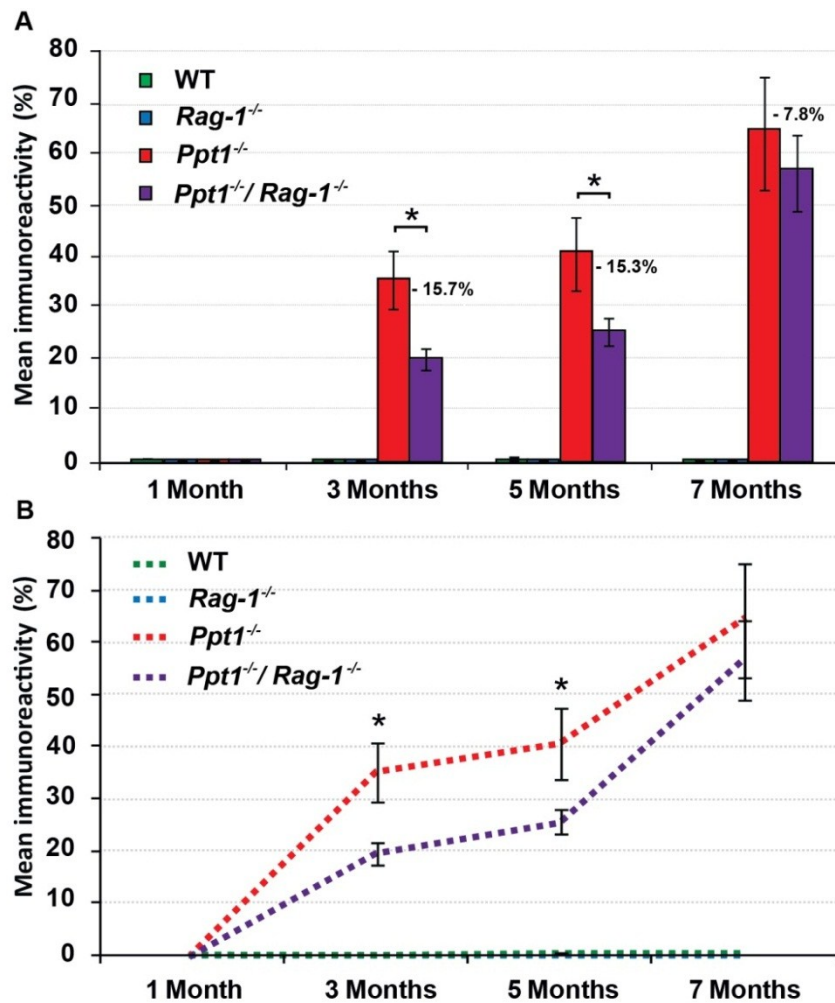 A
Mean immunoreactivity (%)
80
70
60
50
40
30
20
10
0
WT
Rag-1-/-
Ppt1-/-
Ppt1-/-/ Rag-1-/-
*
- 15.7%
*
- 15.3%
- 7.8%
1 Month 3 Months 5 Months 7 Months
B
Mean immunoreactivity (%)
80
70
60
50
40
30
20
10
0
WT
Rag-1-/-
Ppt1-/-
Ppt1-/-/ Rag-1-/-
*
*
1 Month 3 Months 5 Months 7 Months